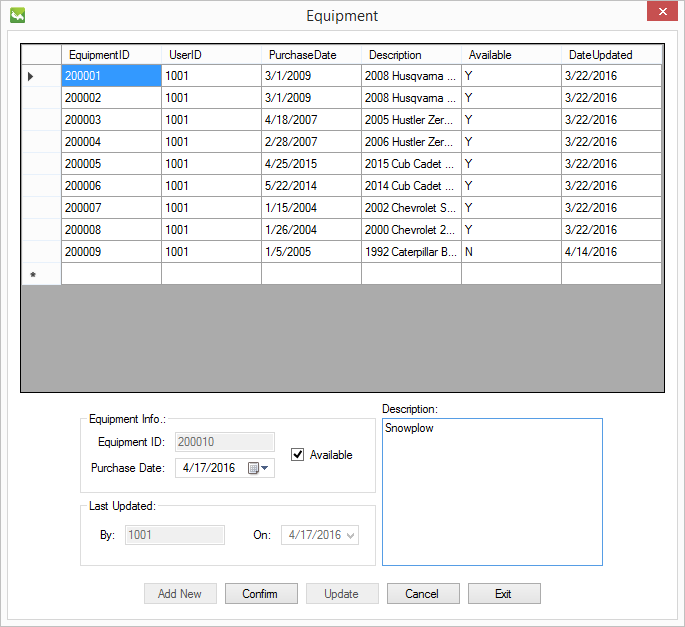 Equipment
EquipmentID UserID PurchaseDate Description Available DateUpdated
200001 1001 3/1/2009 2008 Husqvarna ... Y 3/22/2016
200002 1001 3/1/2009 2008 Husqvarna ... Y 3/22/2016
200003 1001 4/18/2007 2005 Hustler Zer... Y 3/22/2016
200004 1001 2/28/2007 2006 Hustler Zer... Y 3/22/2016
200005 1001 4/25/2015 2015 Cub Cadet ... Y 3/22/2016
200006 1001 5/22/2014 2014 Cub Cadet ... Y 3/22/2016
200007 1001 1/15/2004 2002 Chevrolet S... Y 3/22/2016
200008 1001 1/26/2004 2000 Chevrolet 2... Y 3/22/2016
200009 1001 1/5/2005 1992 Caterpillar B... N 4/14/2016
*
Equipment Info.:
Equipment ID: 200010
Purchase Date: 4/17/2016
Available
Last Updated:
By: 1001 On: 4/17/2016
Description:
Snowplow
Add New Confirm Update Cancel Exit